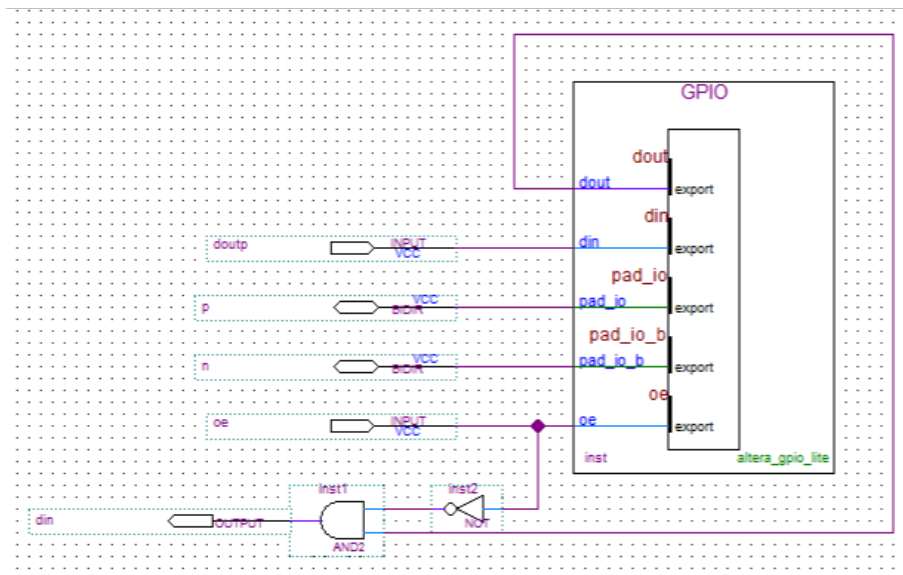 GPIO
dout
dout
export
din
doutp
INPUT
VCC
din
export
pad_io
p
VCC
BIDIR
pad_io
export
pad_io_b
n
VCC
BIDIR
pad_io_b
export
oe
oe
INPUT
VCC
oe
export
inst
altera_gpio_lite
inst1
inst2
din
OUTPUT
NOT
AND2